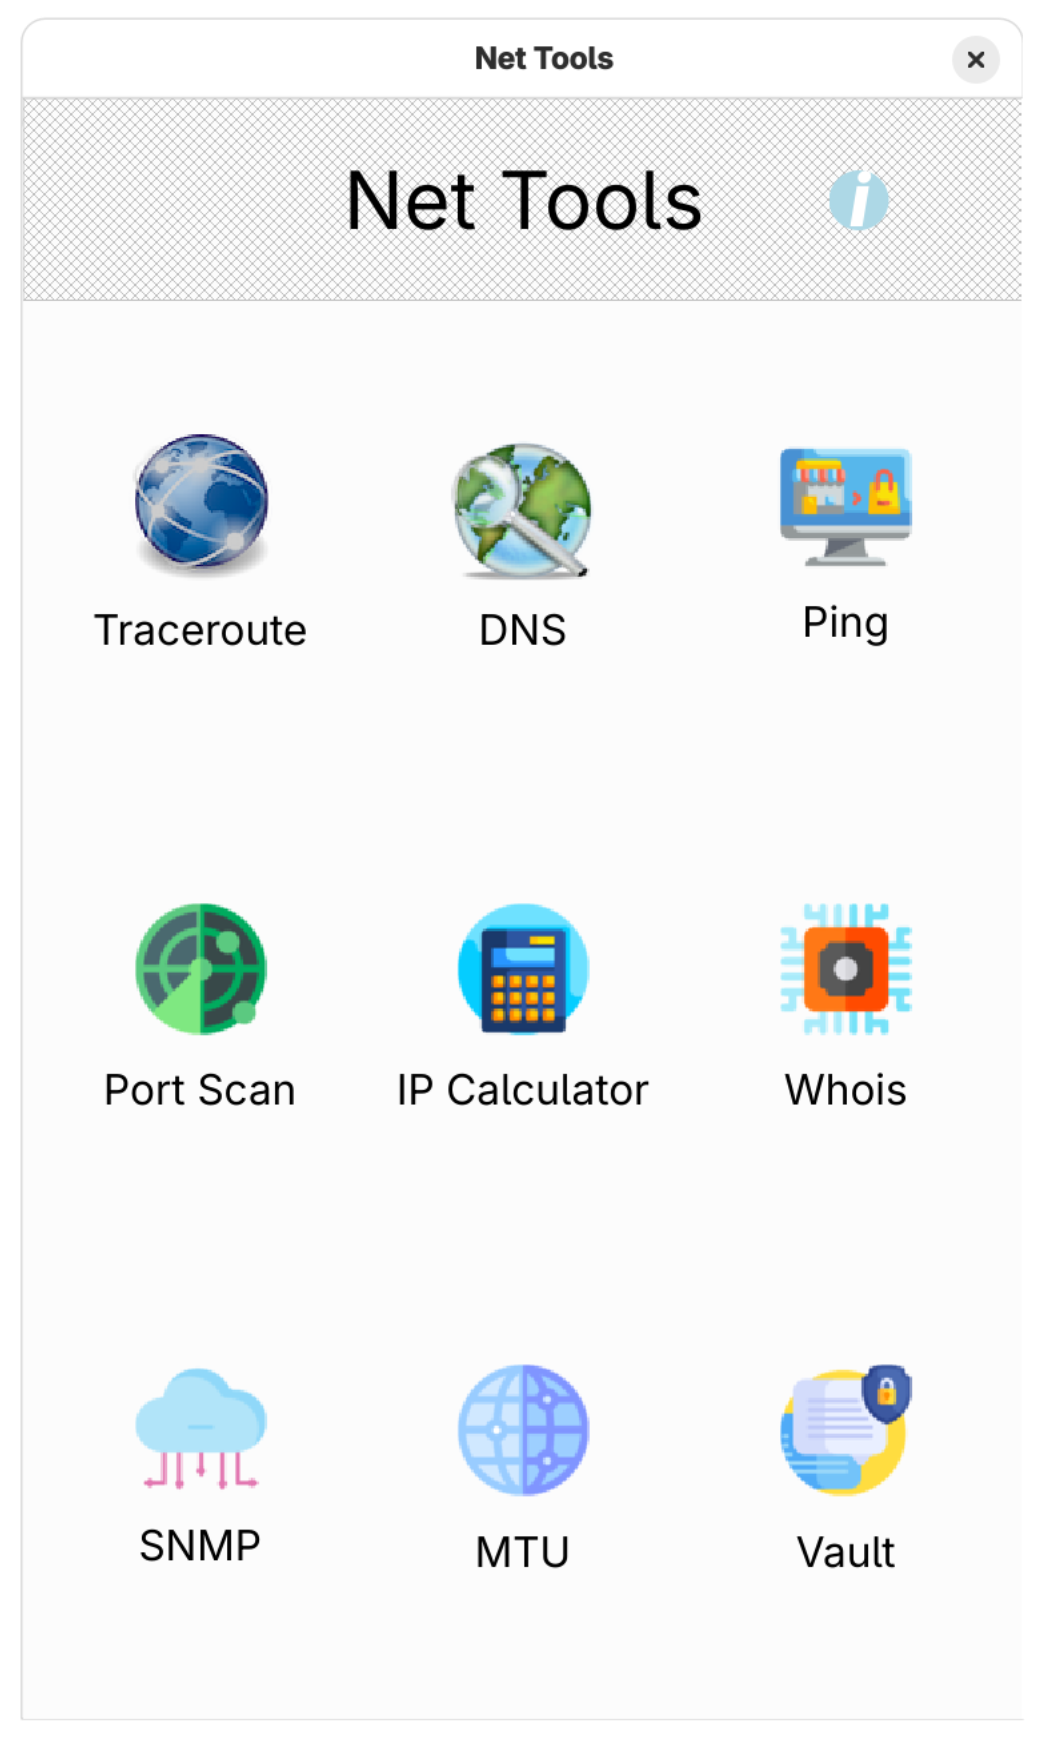 Net Tools
Net Tools
i
Traceroute
DNS
Ping
Port Scan
IP Calculator
Whois
SNMP
MTU
Vault